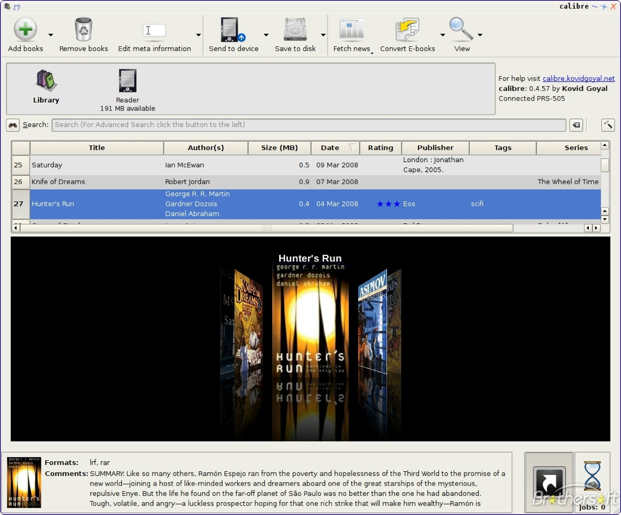 calibre
Add books
Remove books
Edit meta information
Send to device
Save to disk
Fetch news
Convert E-books
View
Library
Reader
191 MB available
For help visit calibre.kovidgoyal.net
calibre: 0.4.57 by Kovid Goyal
Connected PRS-505
Search: Search (For Advanced Search click the button to the left)
Title Author(s) Size (MB) Date Rating Publisher Tags Series
25 Saturday Ian McEwan 0.5 09 Mar 2008 London : Jonathan Cape, 2005.
26 Knife of Dreams Robert Jordan 0.9 07 Mar 2008 The Wheel of Time
27 Hunter's Run George R. R. Martin Gardner Dozois Daniel Abraham 0.4 04 Mar 2008 ★★★ Eos scifi
Hunter's Run
george r. r. martin
gardner dozois
daniel abraham
ASIMOV
HUNTER'S
RUN
Formats: lrf, rar
Comments: SUMMARY: Like so many others, Ramón Espejo ran from the poverty and hopelessness of the Third World to the promise of a
new world—joining a host of like-minded workers and dreamers aboard one of the great starships of the mysterious,
repulsive Enye. But the life he found on the far-off planet of São Paulo was no better than the one he had abandoned.
Tough, volatile, and angry—a luckless prospector hoping for that one rich strike that will make him wealthy—Ramón is
Brothersoft
Jobs: 0